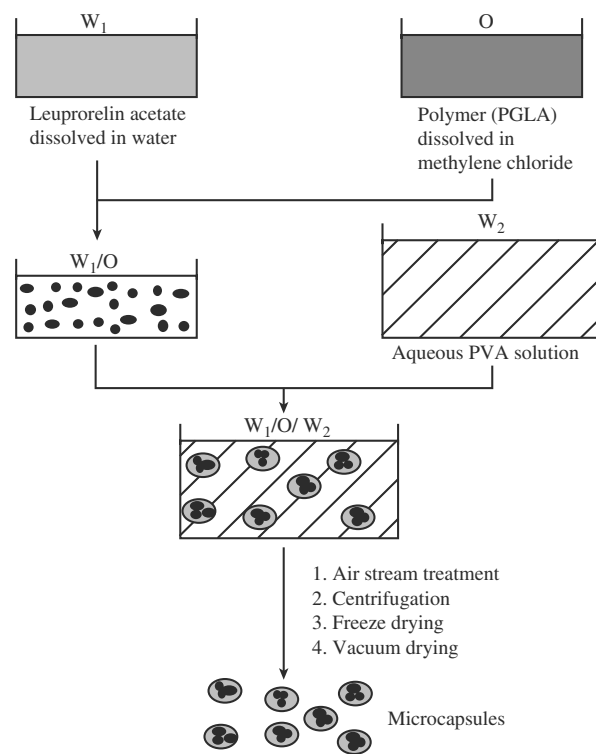 W₁
Leuprorelin acetate
dissolved in water
O
Polymer (PGLA)
dissolved in
methylene chloride
W₁/O
W₂
Aqueous PVA solution
W₁/O/ W₂
1. Air stream treatment
2. Centrifugation
3. Freeze drying
4. Vacuum drying
Microcapsules